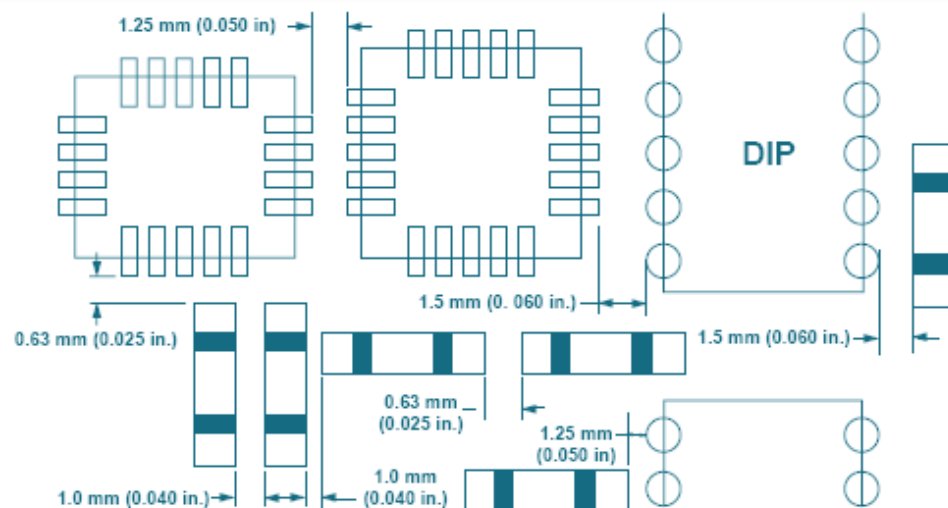 1.25 mm (0.050 in)
DIP
1.5 mm (0. 060 in.)
0.63 mm (0.025 in.)
1.5 mm (0.060 in.)
0.63 mm
(0.025 in.)
1.25 mm
(0.050 in)
1.0 mm
(0.040 in.)
1.0 mm (0.040 in.)